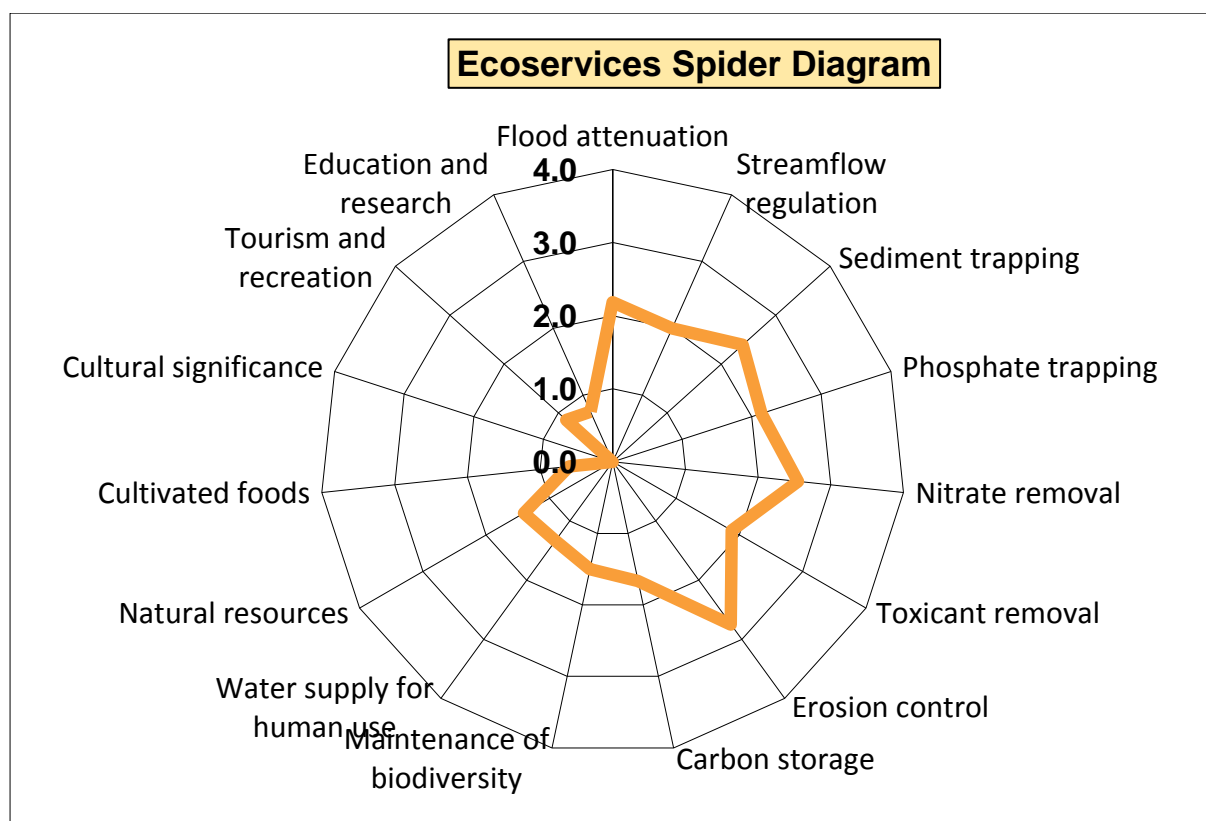 Ecoservices Spider Diagram
Flood attenuation
Streamflow
regulation
Sediment trapping
Phosphate trapping
Nitrate removal
Toxicant removal
Erosion control
Carbon storage
Maintenance of
biodiversity
Water supply for
human use
Natural resources
Cultivated foods
Cultural significance
Tourism and
recreation
Education and
research
4.0
3.0
2.0
1.0
0.0